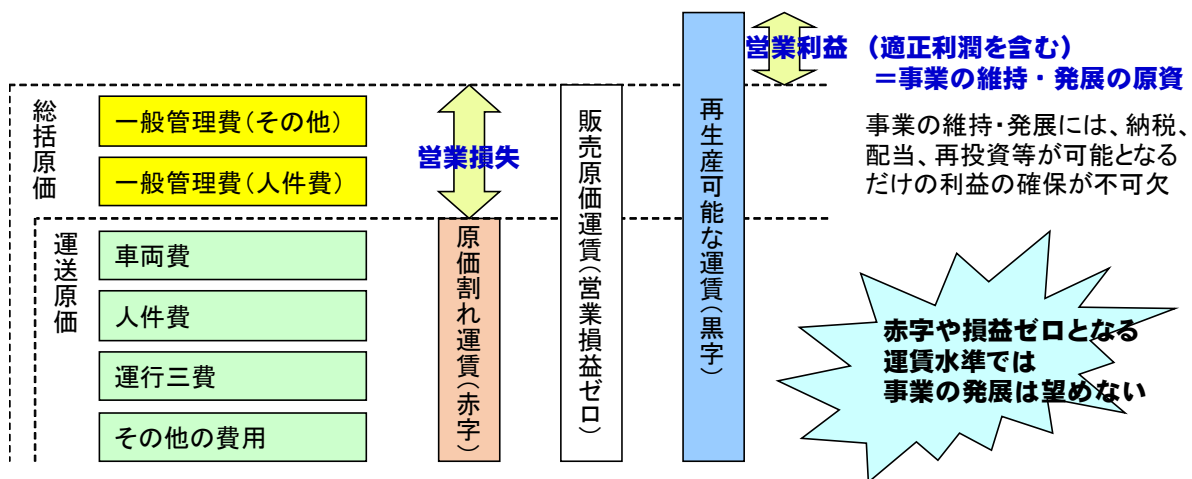 総括原価
一般管理費(その他)
一般管理費(人件費)
運送原価
車両費
人件費
運行三費
その他の費用
営業損失
原価割れ運賃(赤字)
販売原価運賃(営業損益ゼロ)
再生産可能な運賃(黒字)
営業利益（適正利潤を含む）
＝事業の維持・発展の原資
事業の維持・発展には、納税、
配当、再投資等が可能となる
だけの利益の確保が不可欠
赤字や損益ゼロとなる
運賃水準では
事業の発展は望めない